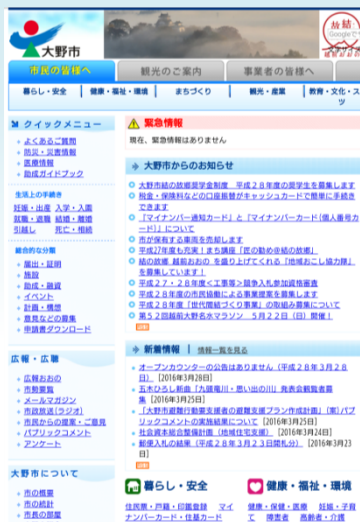 大野市
市民の皆様へ
観光のご案内
事業者の皆様へ
暮らし・安全
健康・福祉・環境
まちづくり
観光・産業
教育・文化・ス
ツ
クイックメニュー
よくあるご質問
防災・災害情報
医療情報
助成ガイドブック
生活上の手続き
妊娠・出産 入学・入園
就職・退職 結婚・離婚
引越し 死亡・相続
総合的な分類
届出・証明
施設
助成・融資
イベント
計画・構想
意見などの募集
申請書ダウンロード
広報・広聴
広報おおの
市勢要覧
メールマガジン
市政放送(ラジオ)
市民からの提案・ご意見
パブリックコメント
アンケート
大野市について
市の概要
市の統計
市長の部屋
緊急情報
現在、緊急情報はありません
大野市からのお知らせ
大野市結の故郷奨学金制度 平成28年度の奨学生を募集します
税金・保険料などの口座振替がキャッシュカードで簡単に手続き
できます
「マイナンバー通知カード」と「マイナンバーカード(個人番号カ
ード)」について
市が保有する車両を売却します
平成27年度も充実!まち講座「匠の勧め@結の故郷」
結の故郷 越前おおの を盛り上げてくれる「地域おこし協力隊」
を募集しています!
平成27・28年度<工事等>競争入札参加資格審査
平成28年度の市民協働による事業提案を募集します
平成28年度「世代間結づくり事業」の取組み募集について
第52回越前大野名水マラソン 5月22日(日)開催!
新着情報 情報一覧を見る
オープンカウンターの公告はありません(平成28年3月28
日) [2016年3月28日]
五木ひろし新曲「九頭竜川・思い出の川」発表会観覧者募
集 [2016年3月25日]
「大野市避難行動要支援者の避難支援プラン作成計画」(案)パブ
リックコメントの実施結果について [2016年3月25日]
社会資本総合整備計画(地域住宅支援) [2016年3月24日]
郵便入札の結果(平成28年3月23日開札分) [2016年3月23
日]
暮らし・安全
住民票・戸籍・印鑑登録 マイ
ナンバーカード・住基カード
健康・福祉・環境
健康・保健・医療 妊娠・子育
て 障害者 高齢者・介護